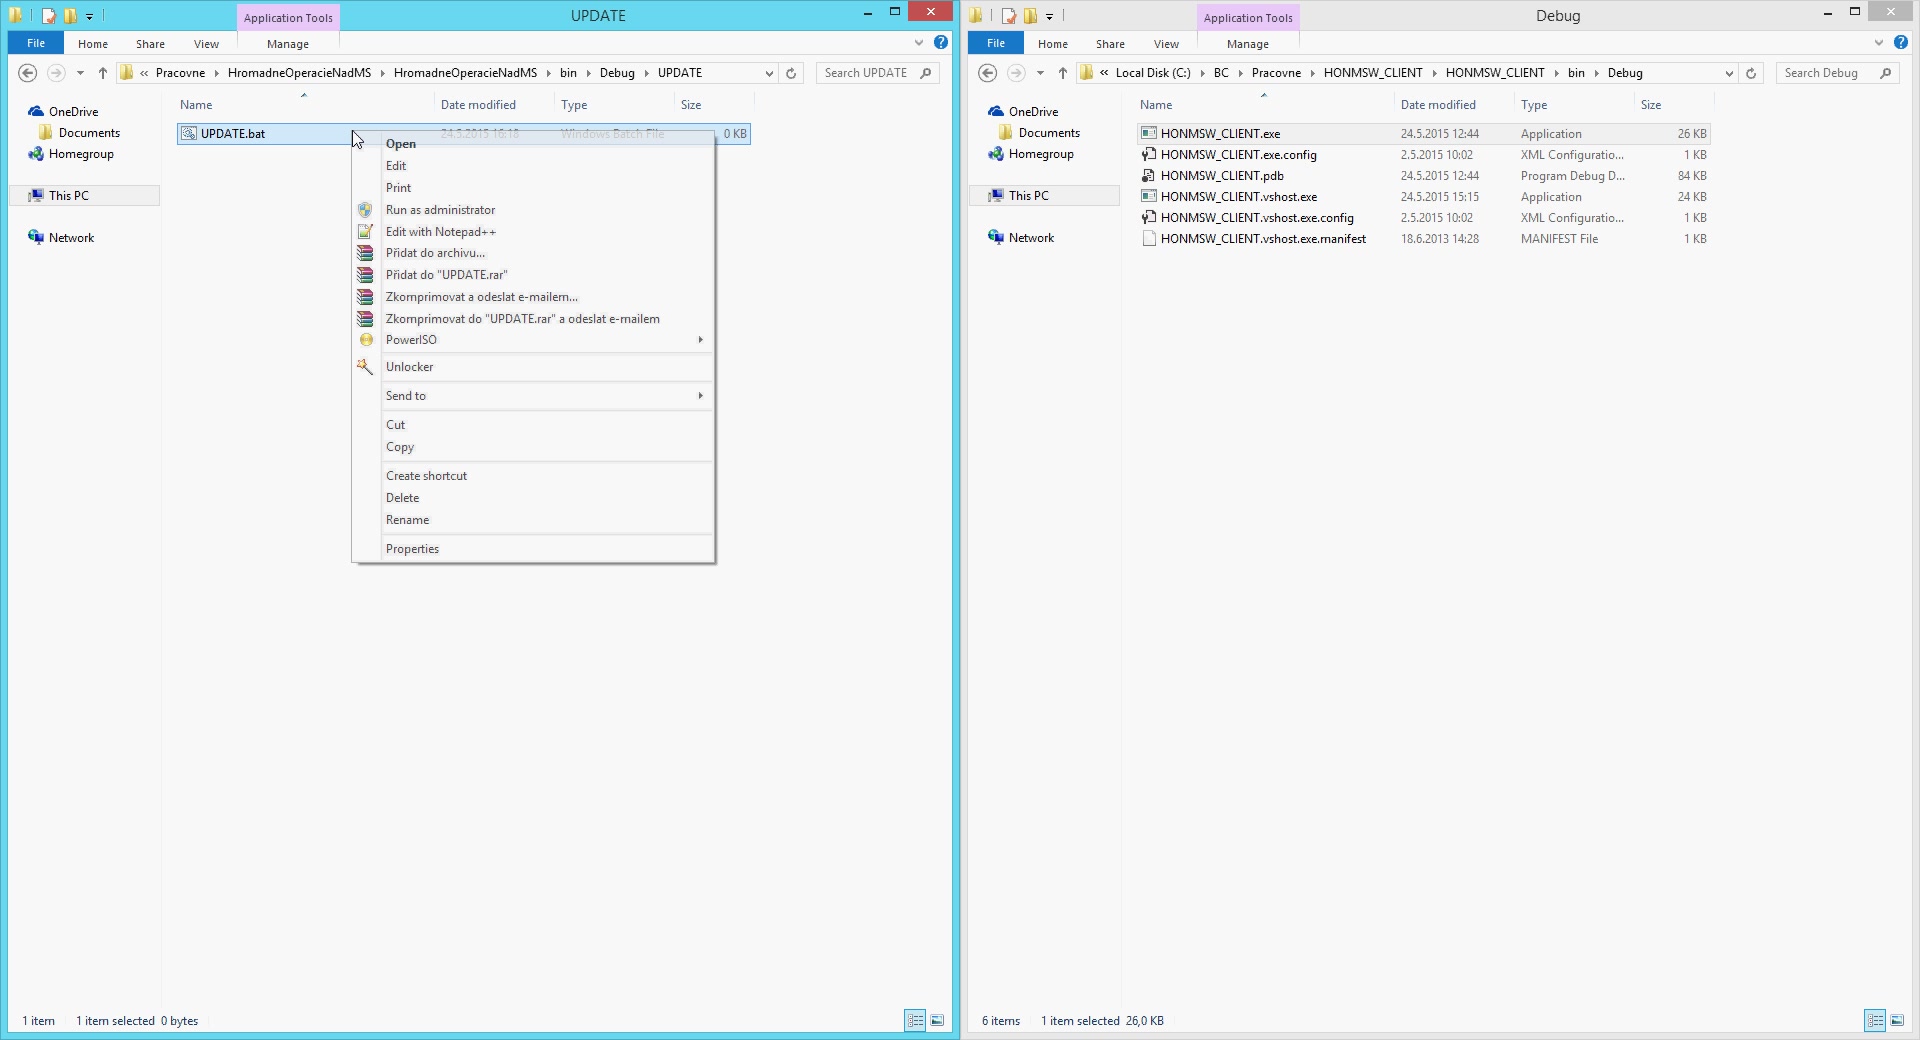 Application Tools
UPDATE
File
Home
Share
View
Manage
« Pracovne
HromadneOperacieNadMS
HromadneOperacieNadMS
bin
Debug
UPDATE
Search UPDATE
OneDrive
Documents
Homegroup
This PC
Network
Name
Date modified
Type
Size
UPDATE.bat
24.5.2015 16:18
Windows Batch File
0 KB
Open
Edit
Print
Run as administrator
Edit with Notepad++
Přidat do archivu...
Přidat do "UPDATE.rar"
Zkomprimovat a odeslat e-mailem...
Zkomprimovat do "UPDATE.rar" a odeslat e-mailem
PowerISO
Unlocker
Send to
Cut
Copy
Create shortcut
Delete
Rename
Properties
1 item
1 item selected 0 bytes
Application Tools
Debug
File
Home
Share
View
Manage
« Local Disk (C:)
BC
Pracovne
HONMSW_CLIENT
HONMSW_CLIENT
bin
Debug
Search Debug
OneDrive
Documents
Homegroup
This PC
Network
Name Date modified Type Size
HONMSW_CLIENT.exe 24.5.2015 12:44 Application 26 KB
HONMSW_CLIENT.exe.config 2.5.2015 10:02 XML Configuratio... 1 KB
HONMSW_CLIENT.pdb 24.5.2015 12:44 Program Debug D... 84 KB
HONMSW_CLIENT.vshost.exe 24.5.2015 15:15 Application 24 KB
HONMSW_CLIENT.vshost.exe.config 2.5.2015 10:02 XML Configuratio... 1 KB
HONMSW_CLIENT.vshost.exe.manifest 18.6.2013 14:28 MANIFEST File 1 KB
6 items
1 item selected 26,0 KB